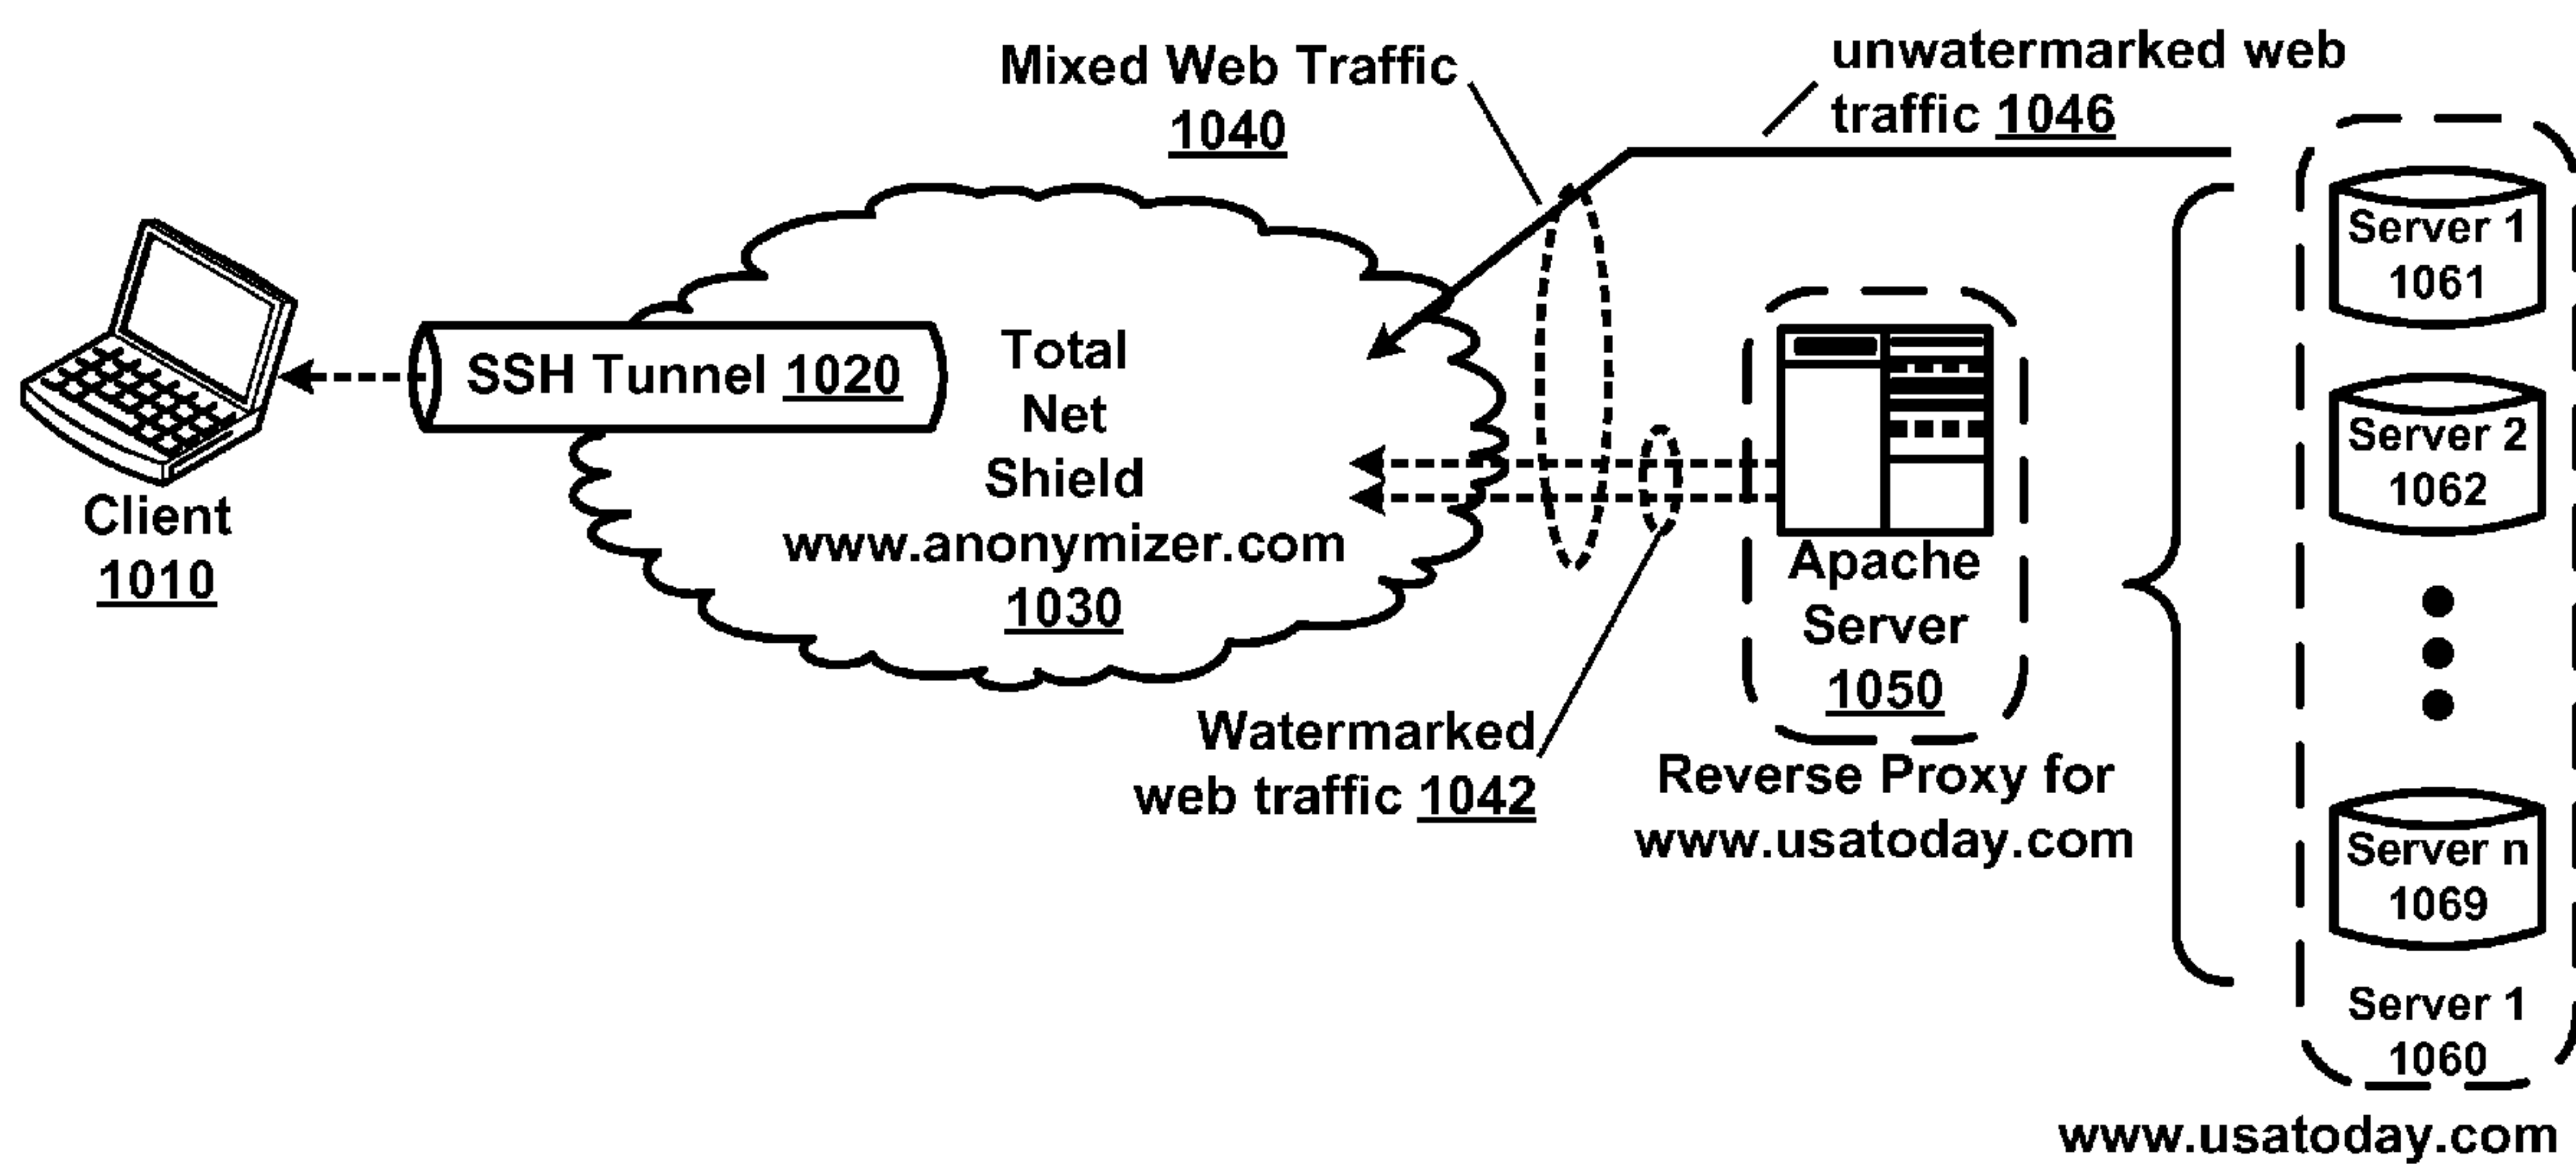 Mixed Web Traffic
1040
unwatermarked web
traffic 1046
Client
1010
SSH Tunnel 1020
Total
Net
Shield
www.anonymizer.com
1030
Watermarked
web traffic 1042
Apache
Server
1050
Reverse Proxy for
www.usatoday.com
Server 1
1061
Server 2
1062
Server n
1069
Server 1
1060
www.usatoday.com